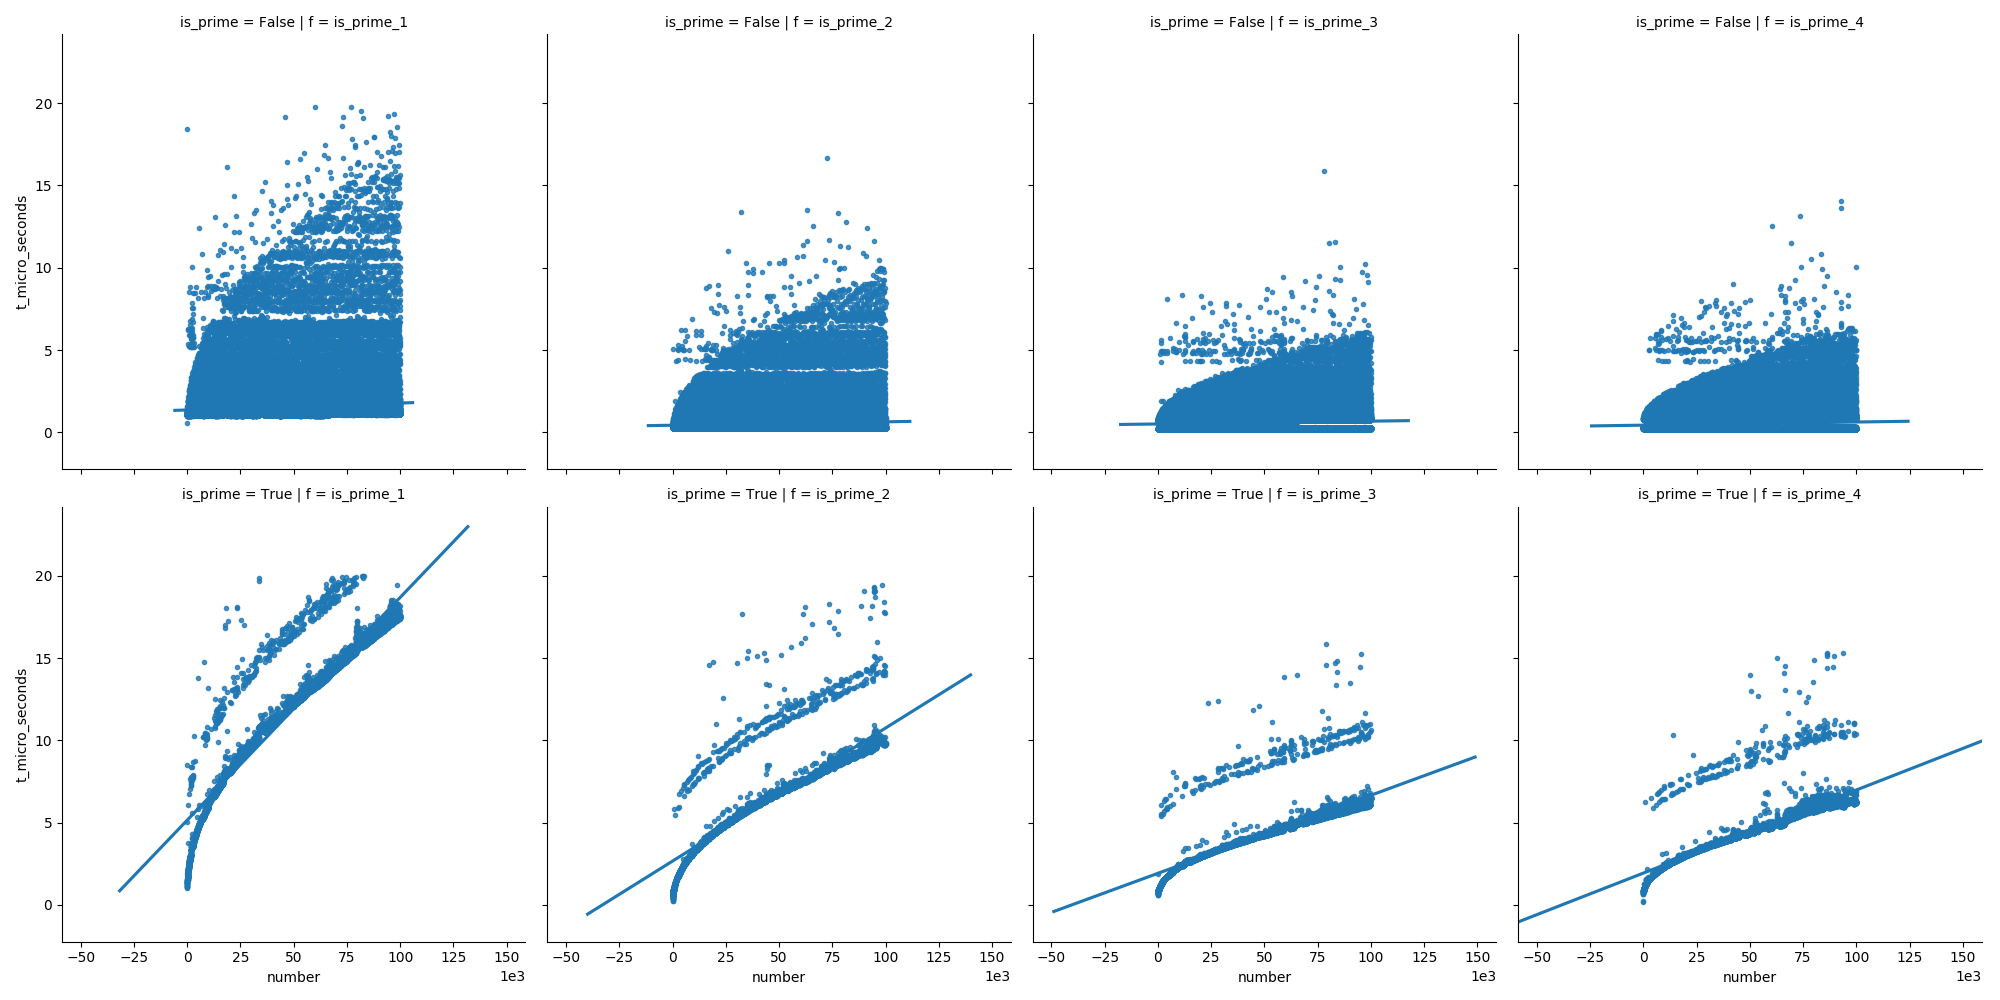 is_prime = False | f = is_prime_1
is_prime = False | f = is_prime_2
is_prime = False | f = is_prime_3
is_prime = False | f = is_prime_4
t_micro_seconds
20
15
10
5
0
is_prime = True | f = is_prime_1
is_prime = True | f = is_prime_2
is_prime = True | f = is_prime_3
is_prime = True | f = is_prime_4
t_micro_seconds
20
15
10
5
0
−50 −25 0 25 50 75 100 125 150
1e3
number
−50 −25 0 25 50 75 100 125 150
1e3
number
−50 −25 0 25 50 75 100 125 150
1e3
number
−50 −25 0 25 50 75 100 125 150
1e3
number